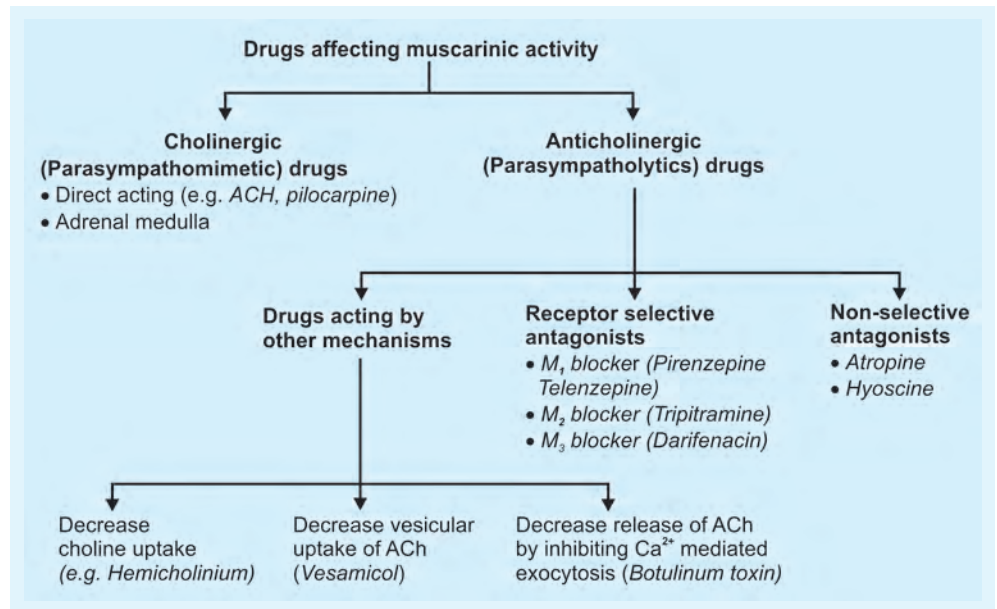 Drugs affecting muscarinic activity
Cholinergic
(Parasympathomimetic) drugs
• Direct acting (e.g. ACH, pilocarpine)
• Adrenal medulla
Anticholinergic
(Parasympatholytics) drugs
Drugs acting by
other mechanisms
Receptor selective
antagonists
• M₁ blocker (Pirenzepine
Telenzepine)
• M₂ blocker (Tripitramine)
• M₃ blocker (Darifenacin)
Non-selective
antagonists
• Atropine
• Hyoscine
Decrease
choline uptake
(e.g. Hemicholinium)
Decrease vesicular
uptake of ACh
(Vesamicol)
Decrease release of ACh
by inhibiting Ca²⁺ mediated
exocytosis (Botulinum toxin)